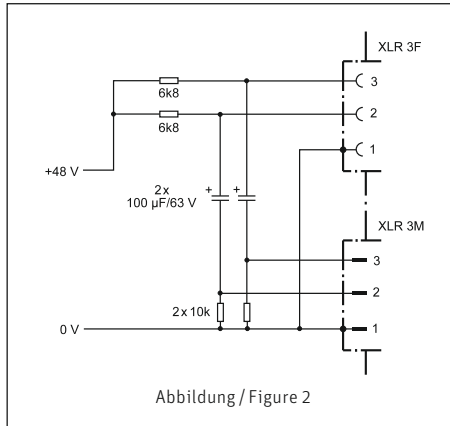 XLR 3F
3
6k8
2
6k8
1
+48 V
2x
100 µF/63 V
+ +
XLR 3M
3
2
2x 10k
0 V
1
Abbildung / Figure 2